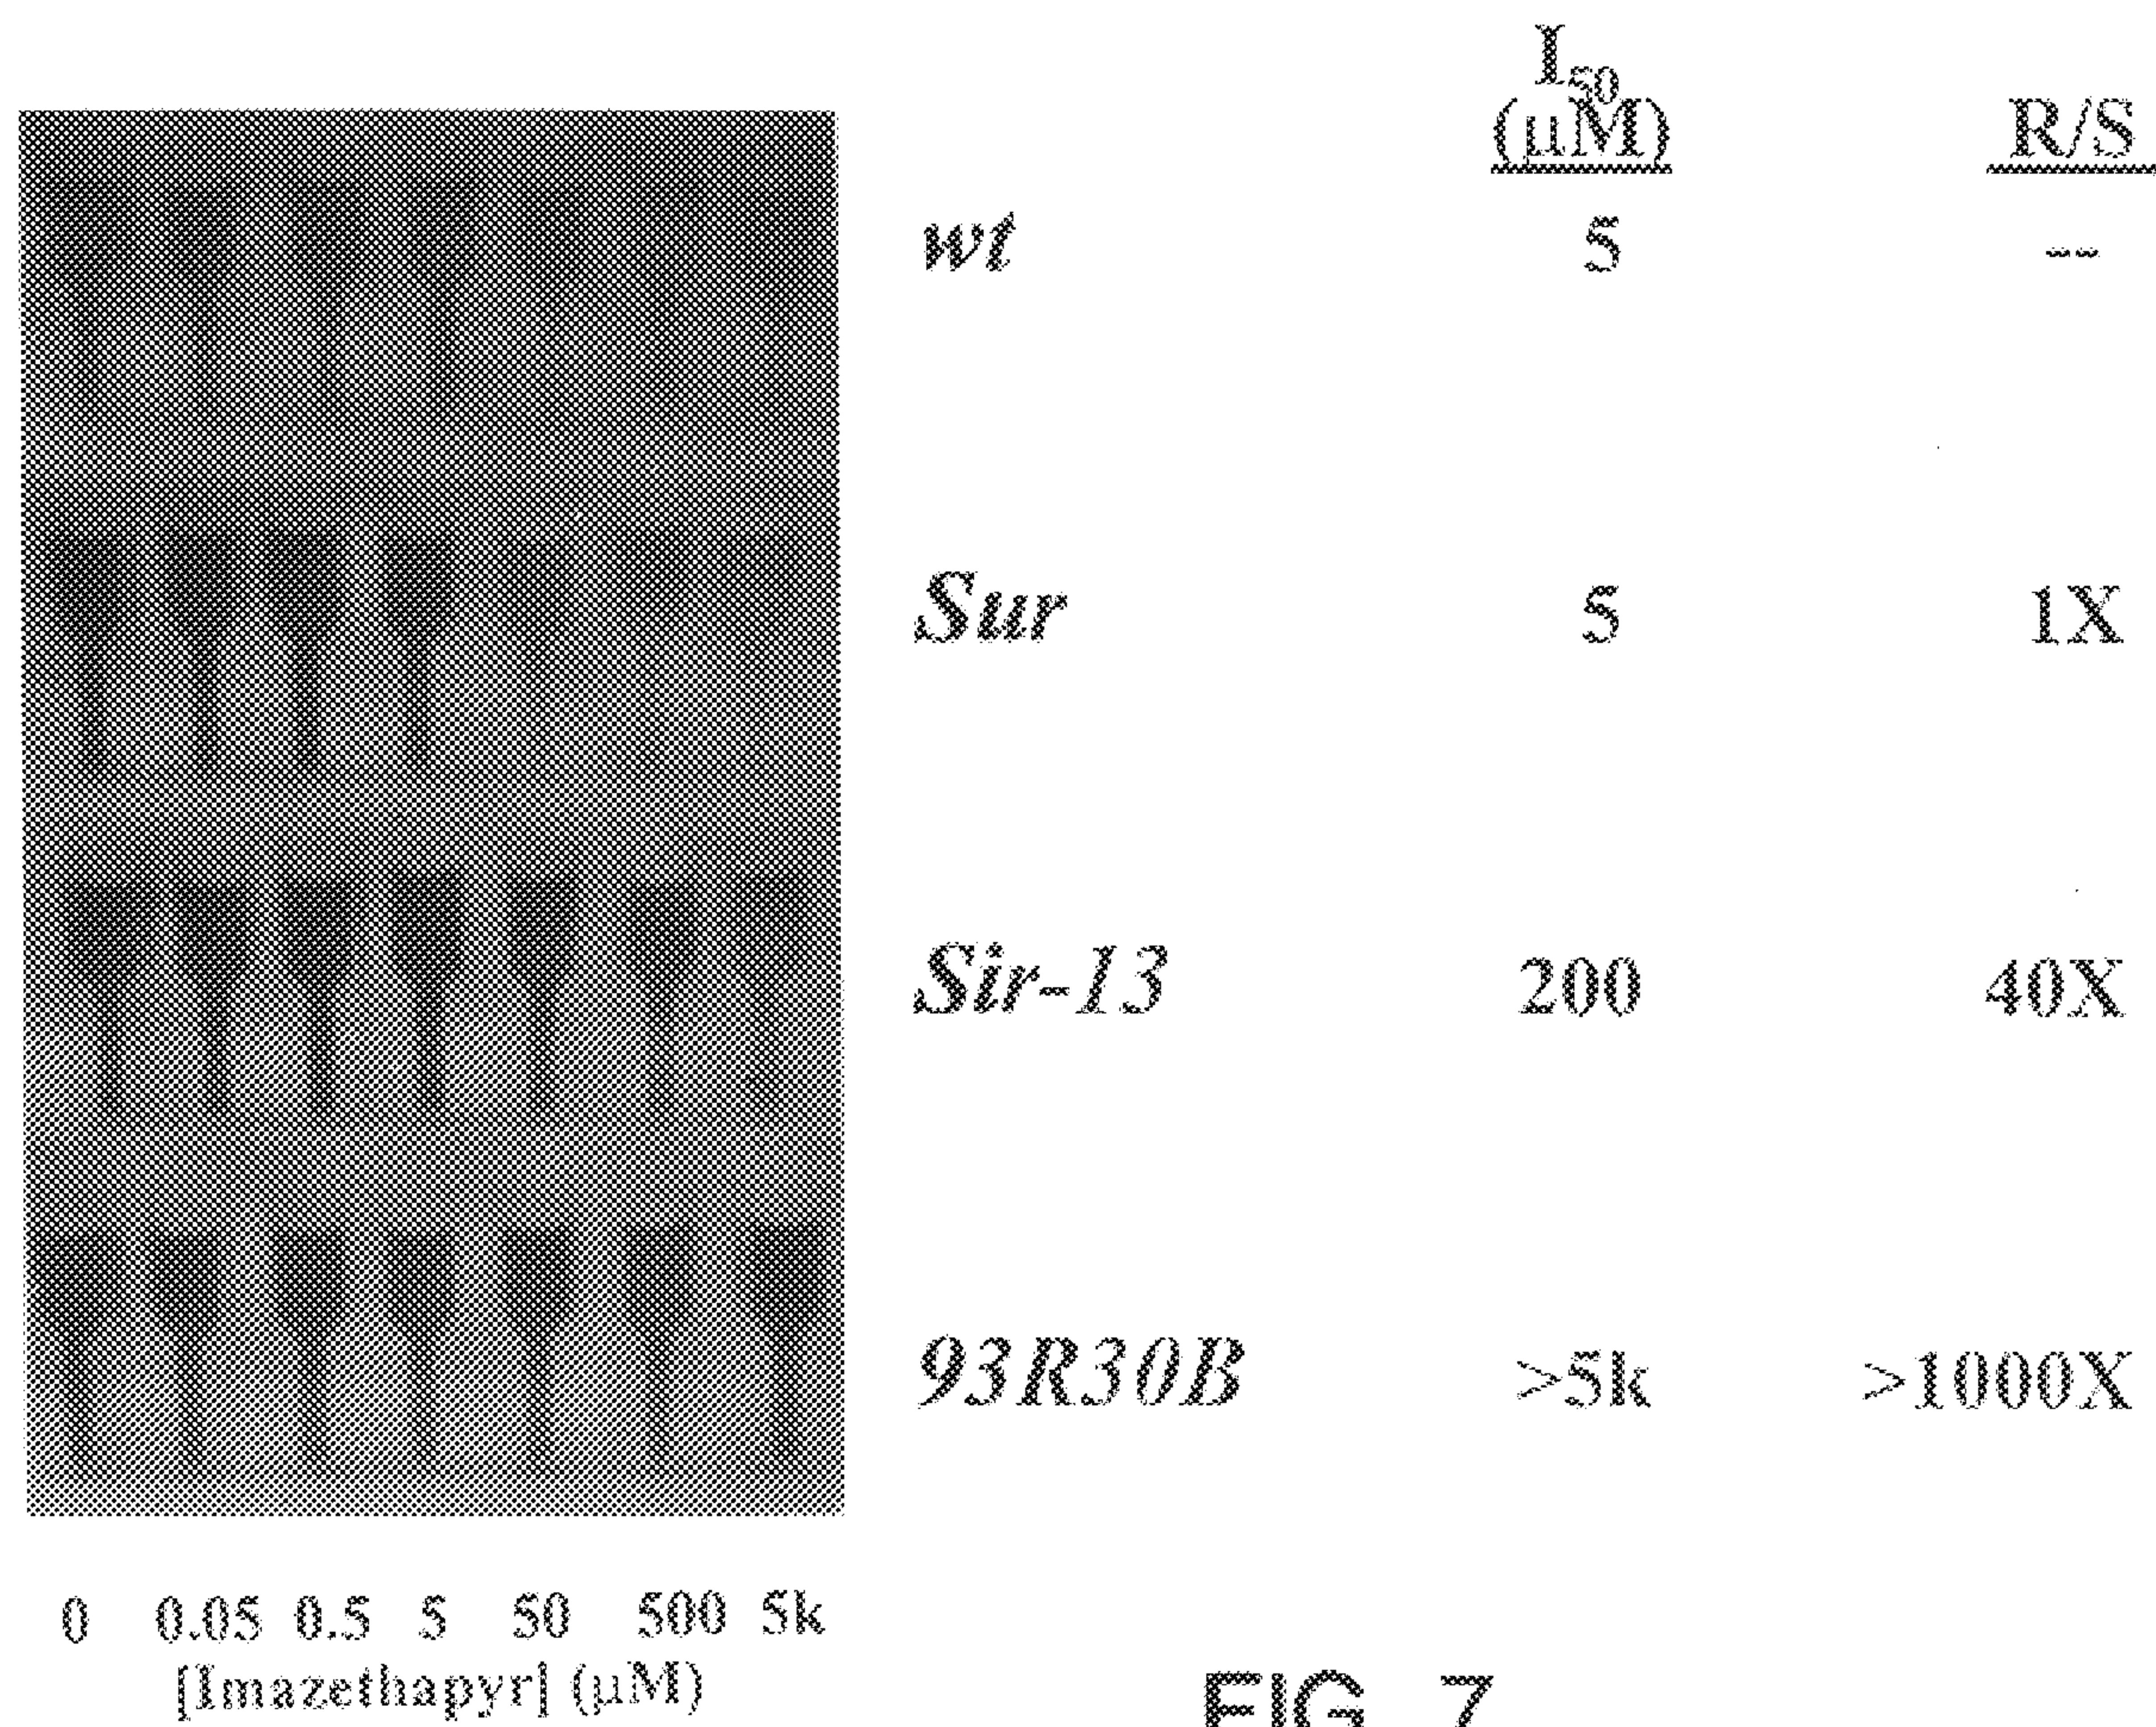 I50
(µM) R/S
wt 5 --
Sur 5 1X
Sir-13 200 40X
93R30B >5k >1000X
0 0.05 0.5 5 50 500 5k
[Imazethapyr] (µM)
FIG. 7